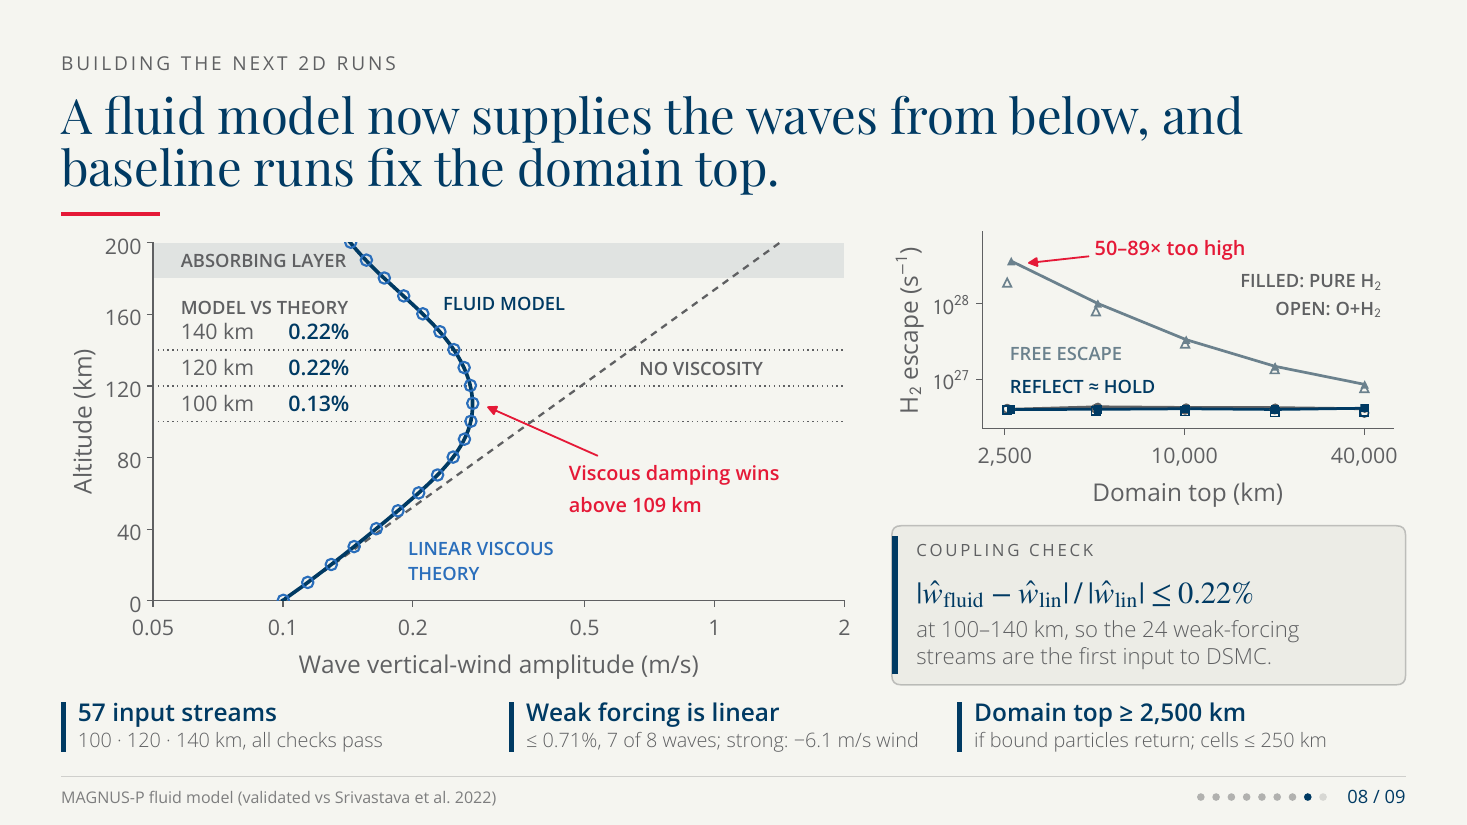 BUILDING THE NEXT 2D RUNS
A fluid model now supplies the waves from below, and
baseline runs fix the domain top.
200
160
120
80
40
0
Altitude (km)
ABSORBING LAYER
MODEL VS THEORY
140 km 0.22%
120 km 0.22%
100 km 0.13%
FLUID MODEL
NO VISCOSITY
Viscous damping wins
above 109 km
LINEAR VISCOUS
THEORY
0.05 0.1 0.2 0.5 1 2
Wave vertical-wind amplitude (m/s)
H₂ escape (s⁻¹)
10²⁸
10²⁷
50–89× too high
FILLED: PURE H₂
OPEN: O+H₂
FREE ESCAPE
REFLECT ≈ HOLD
2,500 10,000 40,000
Domain top (km)
COUPLING CHECK
|ŵ_fluid − ŵ_lin| / |ŵ_lin| ≤ 0.22%
at 100–140 km, so the 24 weak-forcing
streams are the first input to DSMC.
57 input streams
100 · 120 · 140 km, all checks pass
Weak forcing is linear
≤ 0.71%, 7 of 8 waves; strong: −6.1 m/s wind
Domain top ≥ 2,500 km
if bound particles return; cells ≤ 250 km
MAGNUS-P fluid model (validated vs Srivastava et al. 2022)
08 / 09